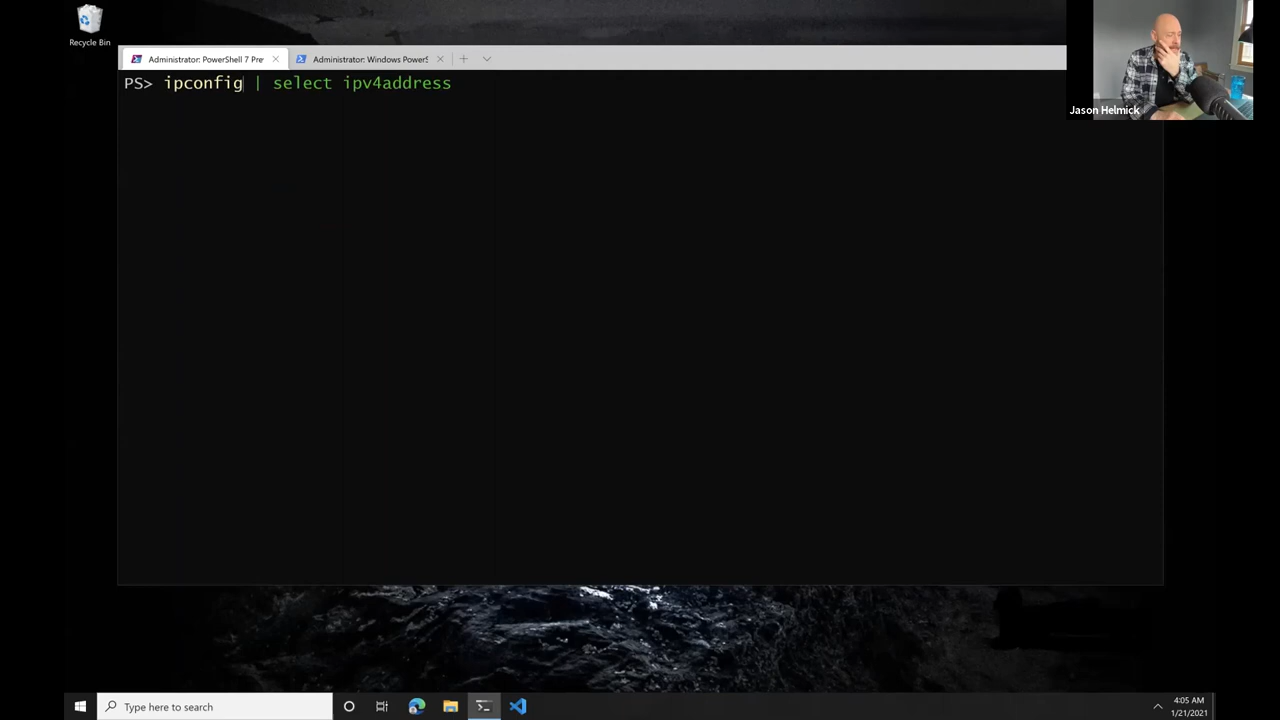 Recycle Bin
Administrator: PowerShell 7 Pre
Administrator: Windows PowerS
PS> ipconfig | select ipv4address
Jason Helmick
Type here to search
4:05 AM
1/21/2021